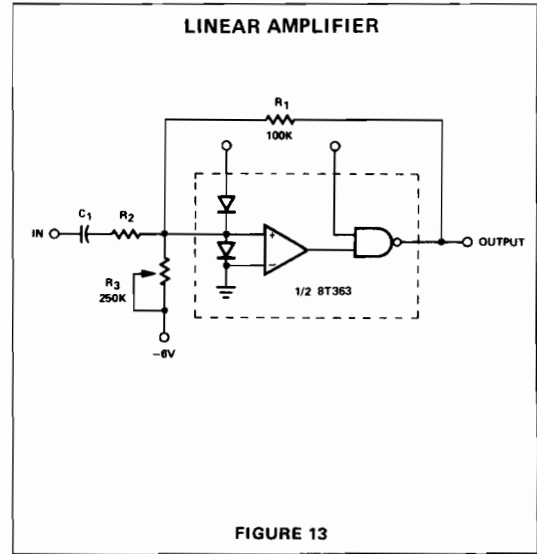 LINEAR AMPLIFIER
R1
100K
C1
R2
IN
+
−
OUTPUT
1/2 8T363
R3
250K
−6V
FIGURE 13